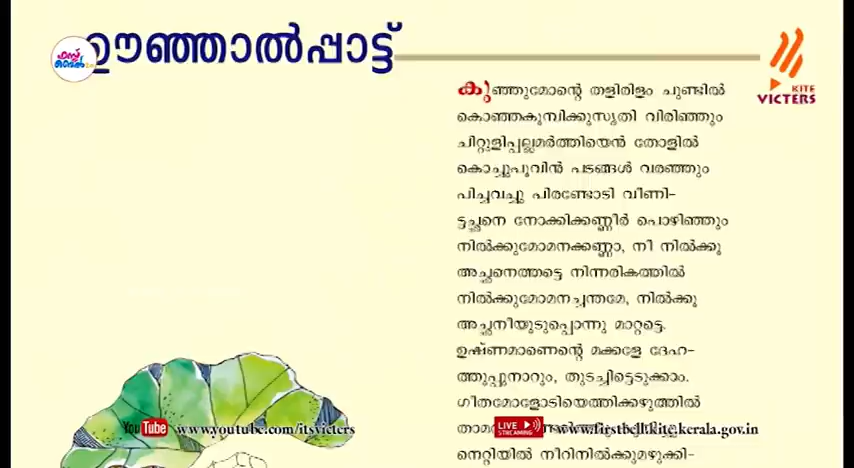 ഊഞ്ഞാൽപ്പാട്ട്
KITE
VICTERS
കുഞ്ഞുമോന്റെ തളിരിളം ചുണ്ടിൽ
കൊഞ്ചകൂമ്പിക്കുസൃതി വിരിഞ്ഞും
ചിറ്റുളിപ്പല്ലമർത്തിയെൻ തോളിൽ
കൊച്ചുപൂവിൻ പടങ്ങൾ വരഞ്ഞും
പിച്ചവച്ചു പിരണ്ടോടി വീണി-
ട്ടച്ഛനെ നോക്കിക്കണ്ണീർ പൊഴിഞ്ഞും
നിൽക്കുമോമനക്കണ്ണാ, നീ നിൽക്കൂ
അച്ഛനെത്തട്ടെ നിന്നരികത്തിൽ
നിൽക്കുമോമനച്ചന്തമേ, നിൽക്കൂ
അച്ഛനീയുടുപ്പൊന്നു മാറ്റട്ടെ.
ഉഷ്ണമാണെന്റെ മക്കളേ ദേഹ-
ത്തുപ്പുനാറും, തുടച്ചിട്ടെടുക്കാം.
ഗീതമോളോടിയെത്തിക്കഴുത്തിൽ
നെറ്റിയിൽ നീറിനിൽക്കുമഴുക്കി-
YouTube www.youtube.com/itsvicters
LIVE STREAMING www.firstbell.kite.kerala.gov.in